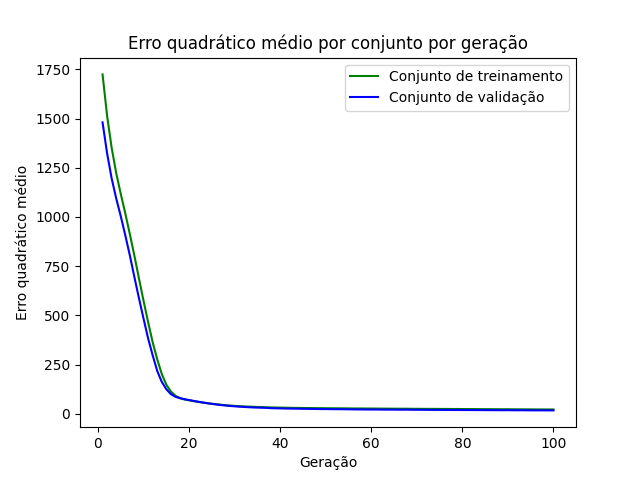 Erro quadrático médio por conjunto por geração
Conjunto de treinamento
Conjunto de validação
Erro quadrático médio
1750
1500
1250
1000
750
500
250
0
0 20 40 60 80 100
Geração